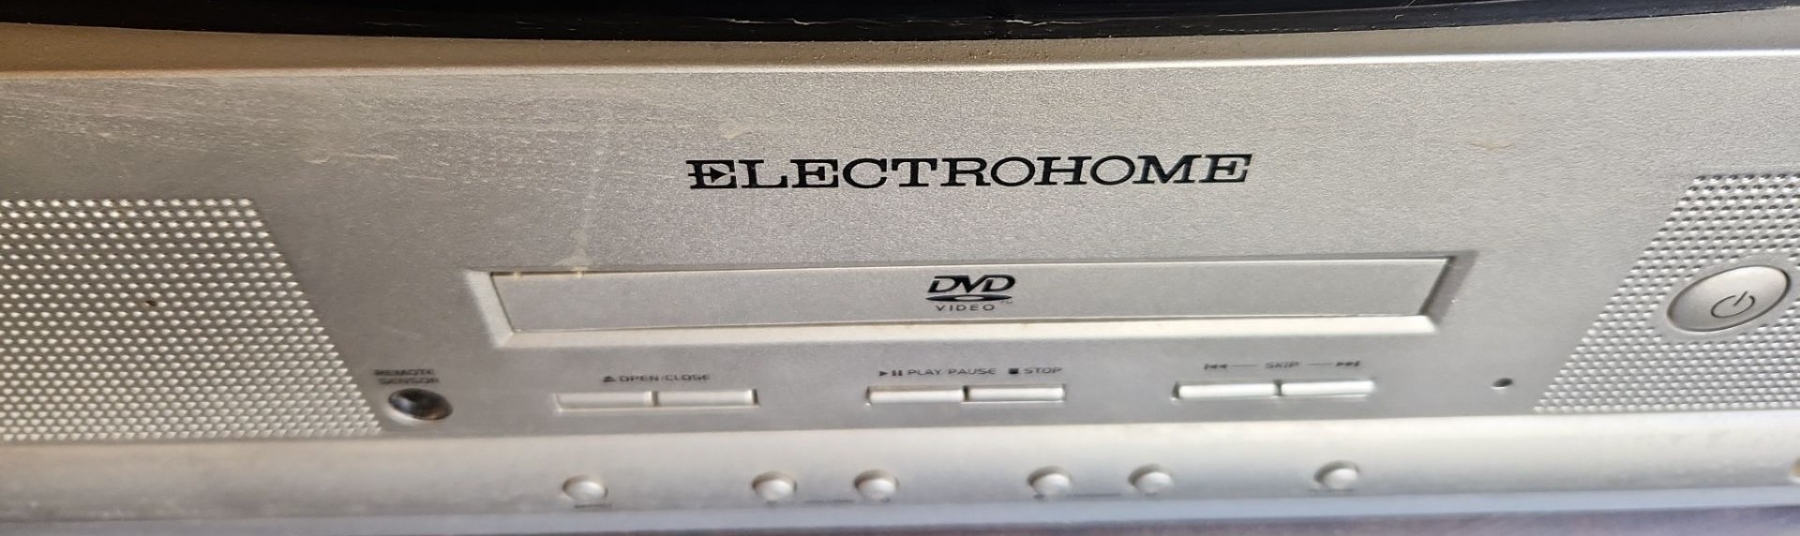 ELECTROHOME
DVD
VIDEO
REMOTE
SENSOR
OPEN/CLOSE
PLAY/PAUSE STOP
SKIP